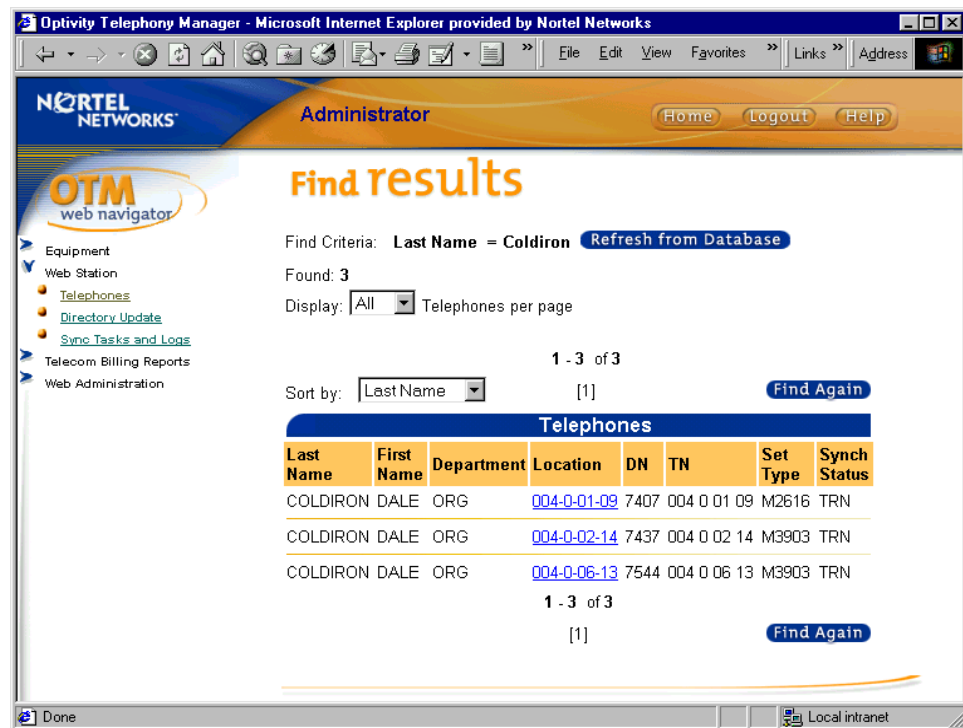 Optivity Telephony Manager - Microsoft Internet Explorer provided by Nortel Networks
» File Edit View Favorites » Links » Address
NORTEL NETWORKS
Administrator
Home Logout Help
OTM
web navigator
Equipment
Web Station
Telephones
Directory Update
Sync Tasks and Logs
Telecom Billing Reports
Web Administration
Find results
Find Criteria: Last Name = Coldiron Refresh from Database
Found: 3
Display: All Telephones per page
1 - 3 of 3
Sort by: Last Name [1] Find Again
Telephones
Last Name First Name Department Location DN TN Set Type Synch Status
COLDIRON DALE ORG 004-0-01-09 7407 004 0 01 09 M2616 TRN
COLDIRON DALE ORG 004-0-02-14 7437 004 0 02 14 M3903 TRN
COLDIRON DALE ORG 004-0-06-13 7544 004 0 06 13 M3903 TRN
1 - 3 of 3
[1] Find Again
Done Local intranet